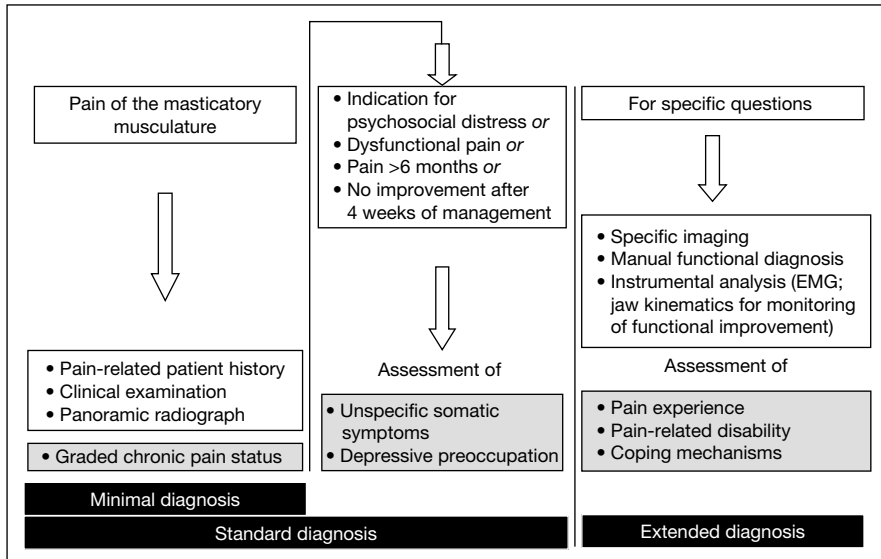 Pain of the masticatory
musculature
• Pain-related patient history
• Clinical examination
• Panoramic radiograph
• Graded chronic pain status
• Indication for
psychosocial distress or
• Dysfunctional pain or
• Pain >6 months or
• No improvement after
4 weeks of management
Assessment of
• Unspecific somatic
symptoms
• Depressive preoccupation
For specific questions
• Specific imaging
• Manual functional diagnosis
• Instrumental analysis (EMG;
jaw kinematics for monitoring
of functional improvement)
Assessment of
• Pain experience
• Pain-related disability
• Coping mechanisms
Minimal diagnosis
Standard diagnosis
Extended diagnosis